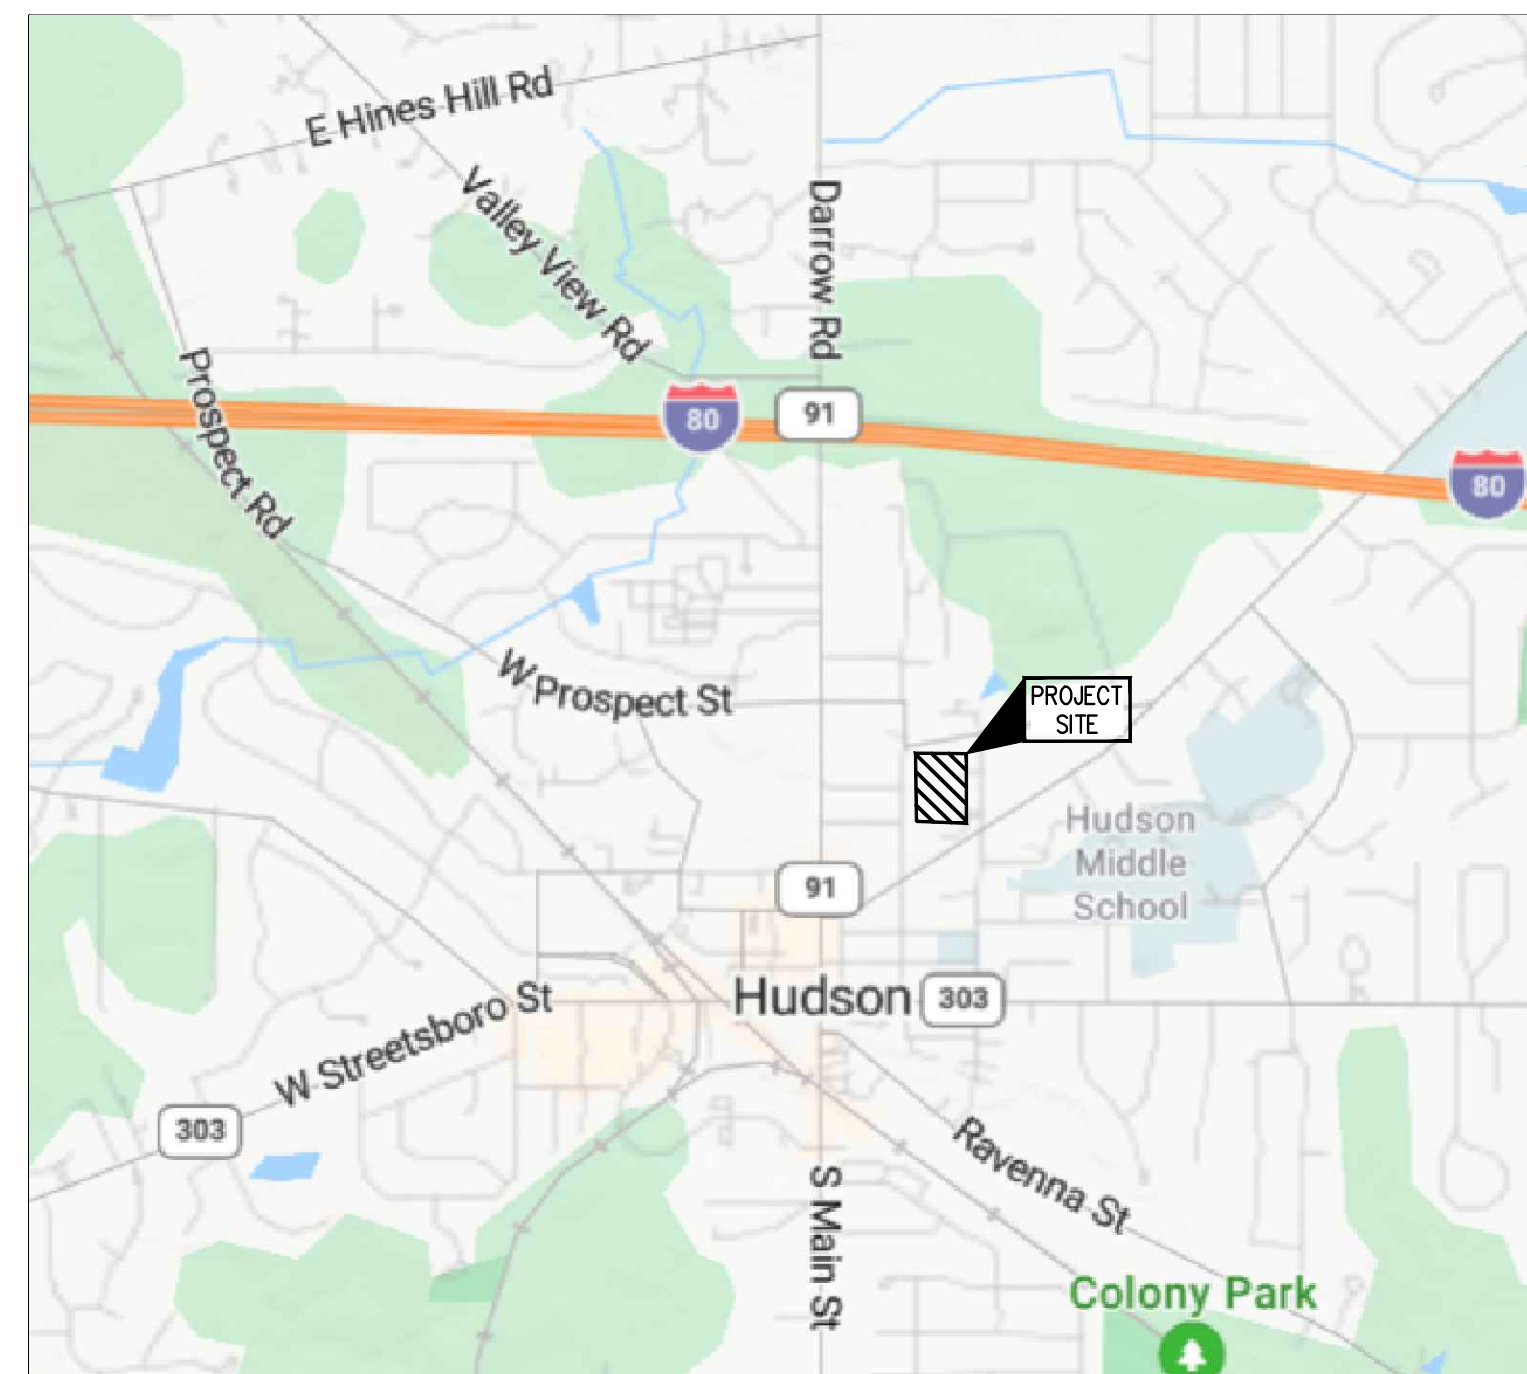 E Hines Hill Rd
Valley View Rd
Darrow Rd
Prospect Rd
80
91
80
W Prospect St
PROJECT
SITE
Hudson
Middle
School
91
Hudson
303
W Streetsboro St
303
Ravenna St
S Main St
Colony Park